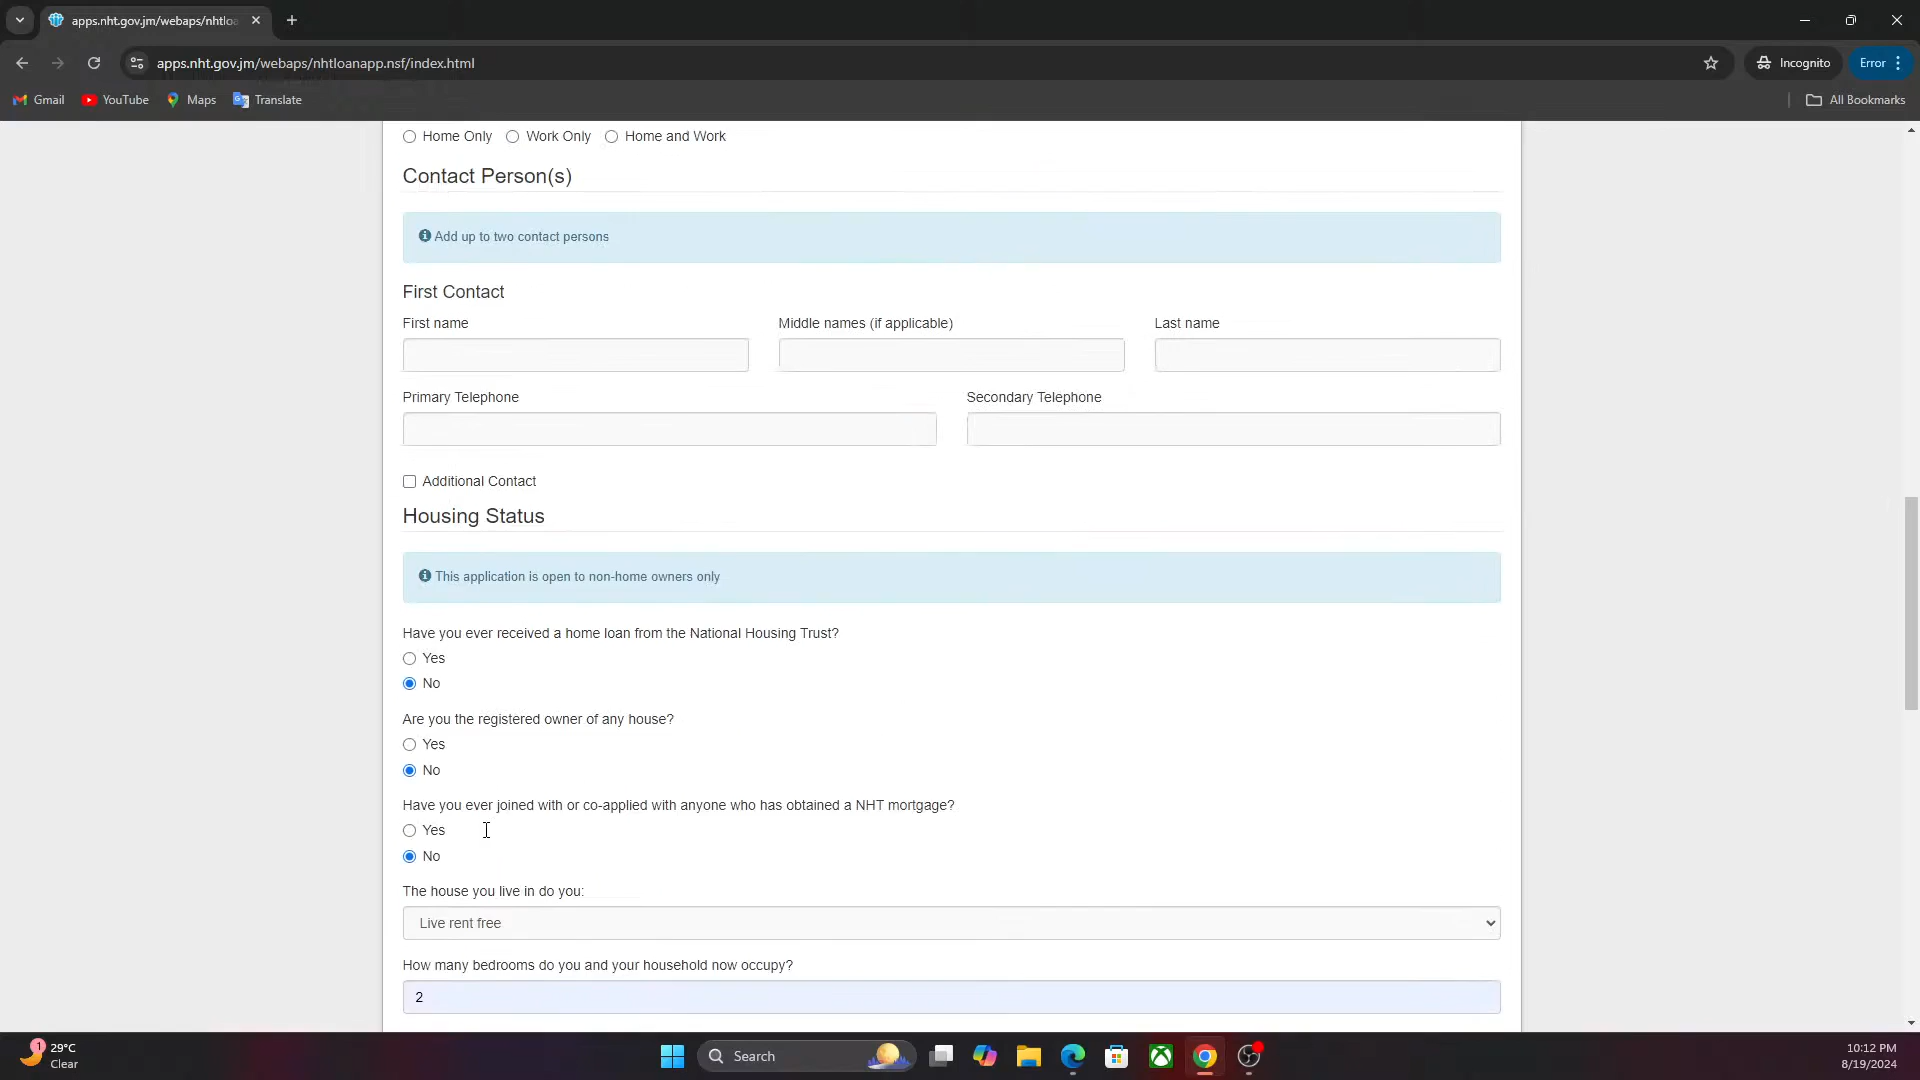 apps.nht.gov.jm/webaps/nhtloa
apps.nht.gov.jm/webaps/nhtloanapp.nsf/index.html
Incognito
Error
Gmail
YouTube
Maps
Translate
All Bookmarks
Home Only Work Only Home and Work
Contact Person(s)
Add up to two contact persons
First Contact
First name Middle names (if applicable) Last name
Primary Telephone Secondary Telephone
Additional Contact
Housing Status
This application is open to non-home owners only
Have you ever received a home loan from the National Housing Trust?
Yes
No
Are you the registered owner of any house?
Yes
No
Have you ever joined with or co-applied with anyone who has obtained a NHT mortgage?
Yes
No
The house you live in do you:
Live rent free
How many bedrooms do you and your household now occupy?
2
1
29°C
Clear
Search
10:12 PM
8/19/2024